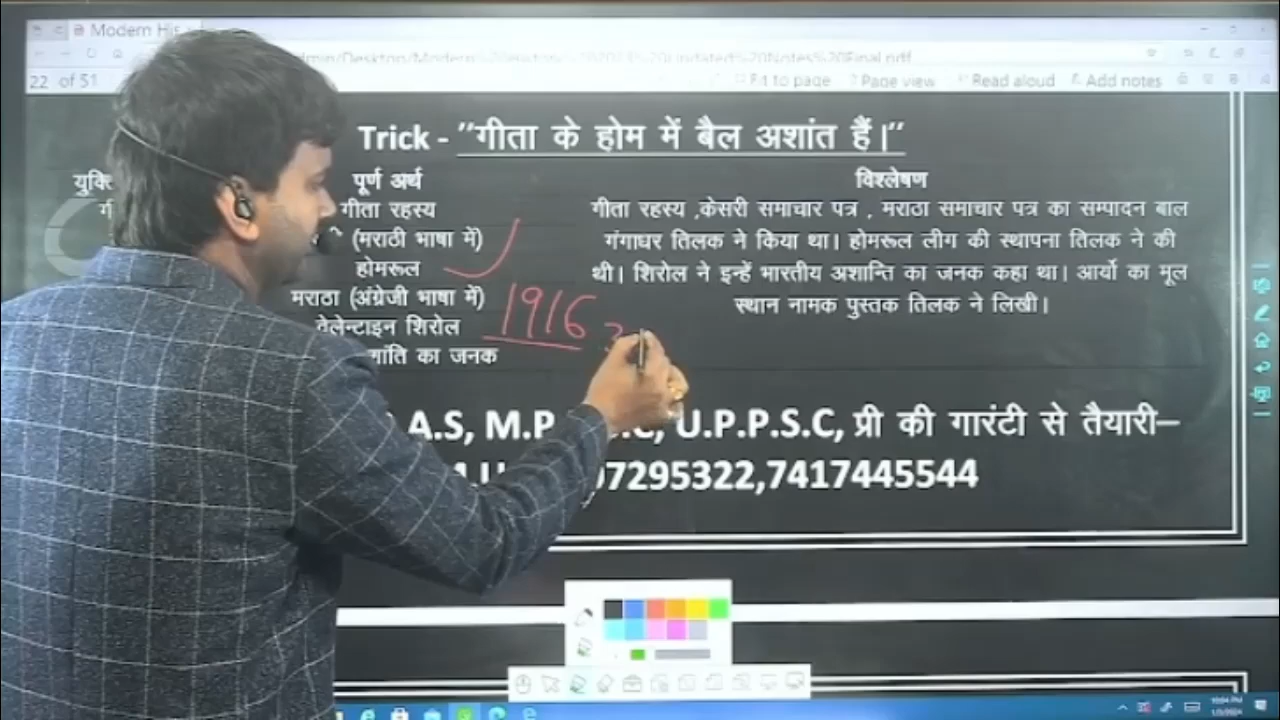 Modern His
22 of 51
Fit to page
Page view
Read aloud
Add notes
Trick - "गीता के होम में बैल अशांत हैं।"
पूर्ण अर्थ
विश्लेषण
गीता रहस्य
(मराठी भाषा में)
होमरूल
मराठा (अंग्रेजी भाषा में)
वेलेन्टाइन शिरोल
का जनक
1916
गीता रहस्य ,केसरी समाचार पत्र , मराठा समाचार पत्र का सम्पादन बाल
गंगाधर तिलक ने किया था। होमरूल लीग की स्थापना तिलक ने की
थी। शिरोल ने इन्हें भारतीय अशान्ति का जनक कहा था। आर्यो का मूल
स्थान नामक पुस्तक तिलक ने लिखी।
A.S, M.P U.P.P.S.C, प्री की गारंटी से तैयारी–
7295322,7417445544